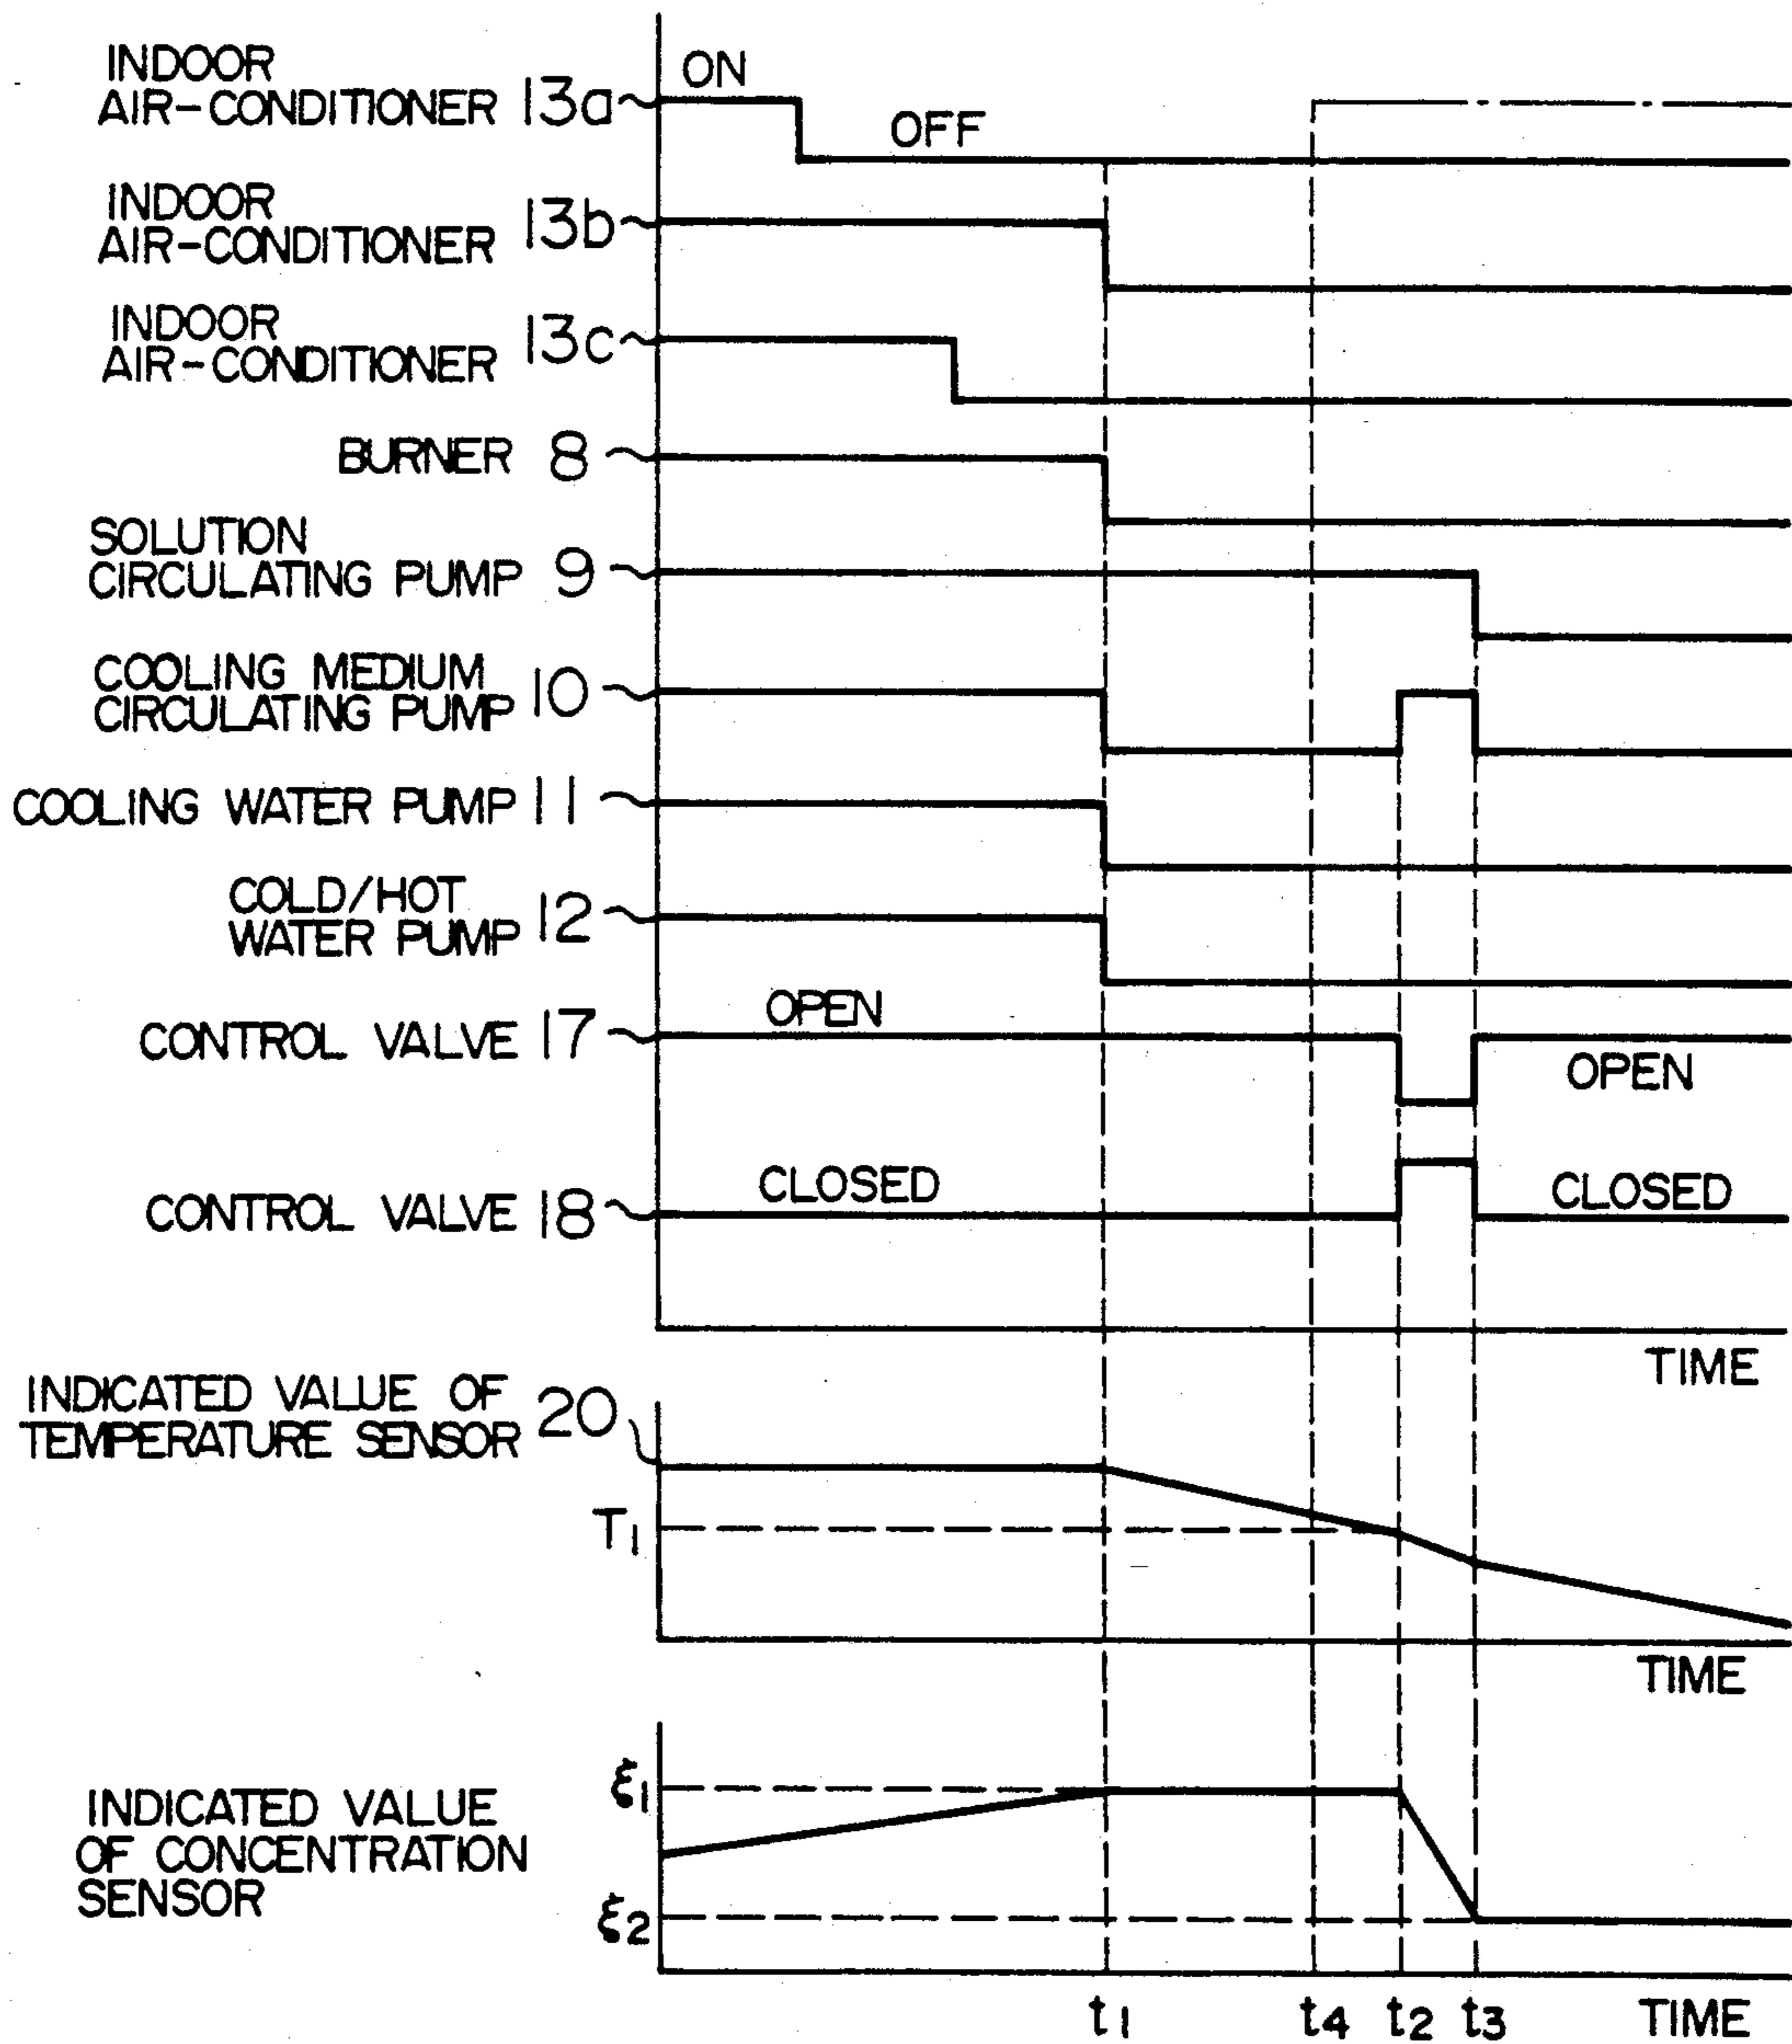 INDOOR
AIR-CONDITIONER 13a
ON
OFF
INDOOR
AIR-CONDITIONER 13b
INDOOR
AIR-CONDITIONER 13c
BURNER 8
SOLUTION
CIRCULATING PUMP 9
COOLING MEDIUM
CIRCULATING PUMP 10
COOLING WATER PUMP 11
COLD/HOT
WATER PUMP 12
OPEN
CONTROL VALVE 17
OPEN
CLOSED
CONTROL VALVE 18
CLOSED
TIME
INDICATED VALUE OF
TEMPERATURE SENSOR 20
T1
TIME
ξ1
INDICATED VALUE
OF CONCENTRATION
SENSOR
ξ2
t1 t4 t2 t3 TIME